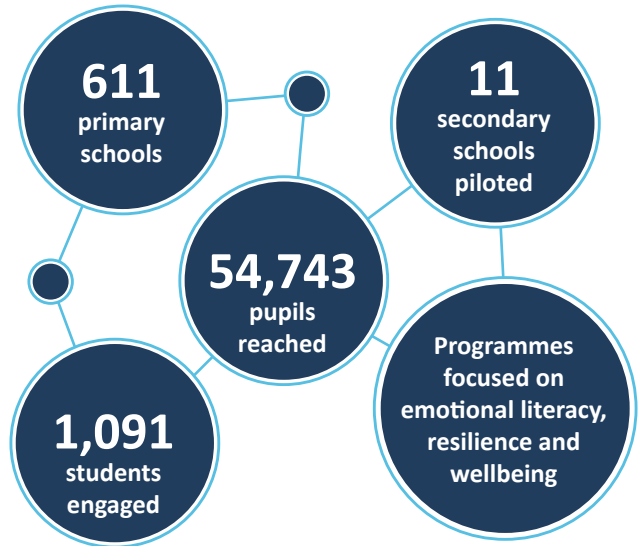 611
primary
schools
11
secondary
schools
piloted
54,743
pupils
reached
1,091
students
engaged
Programmes
focused on
emotional literacy,
resilience and
wellbeing